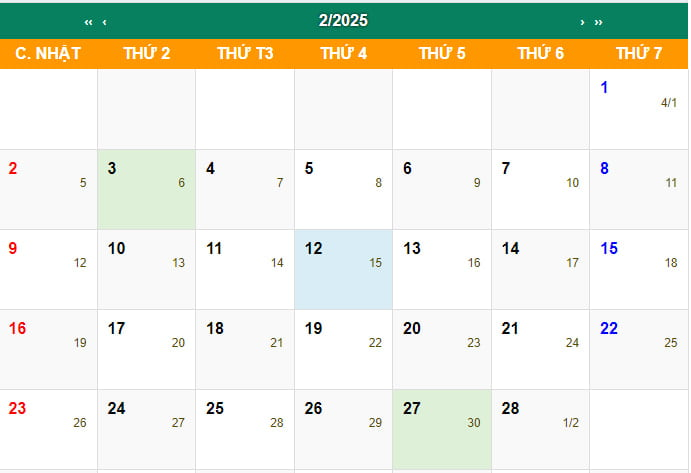 ‹‹ ‹ 2/2025 › ››
C. NHẬT THỨ 2 THỨ T3 THỨ 4 THỨ 5 THỨ 6 THỨ 7
1
4/1
2 3 4 5 6 7 8
5 6 7 8 9 10 11
9 10 11 12 13 14 15
12 13 14 15 16 17 18
16 17 18 19 20 21 22
19 20 21 22 23 24 25
23 24 25 26 27 28
26 27 28 29 30 1/2